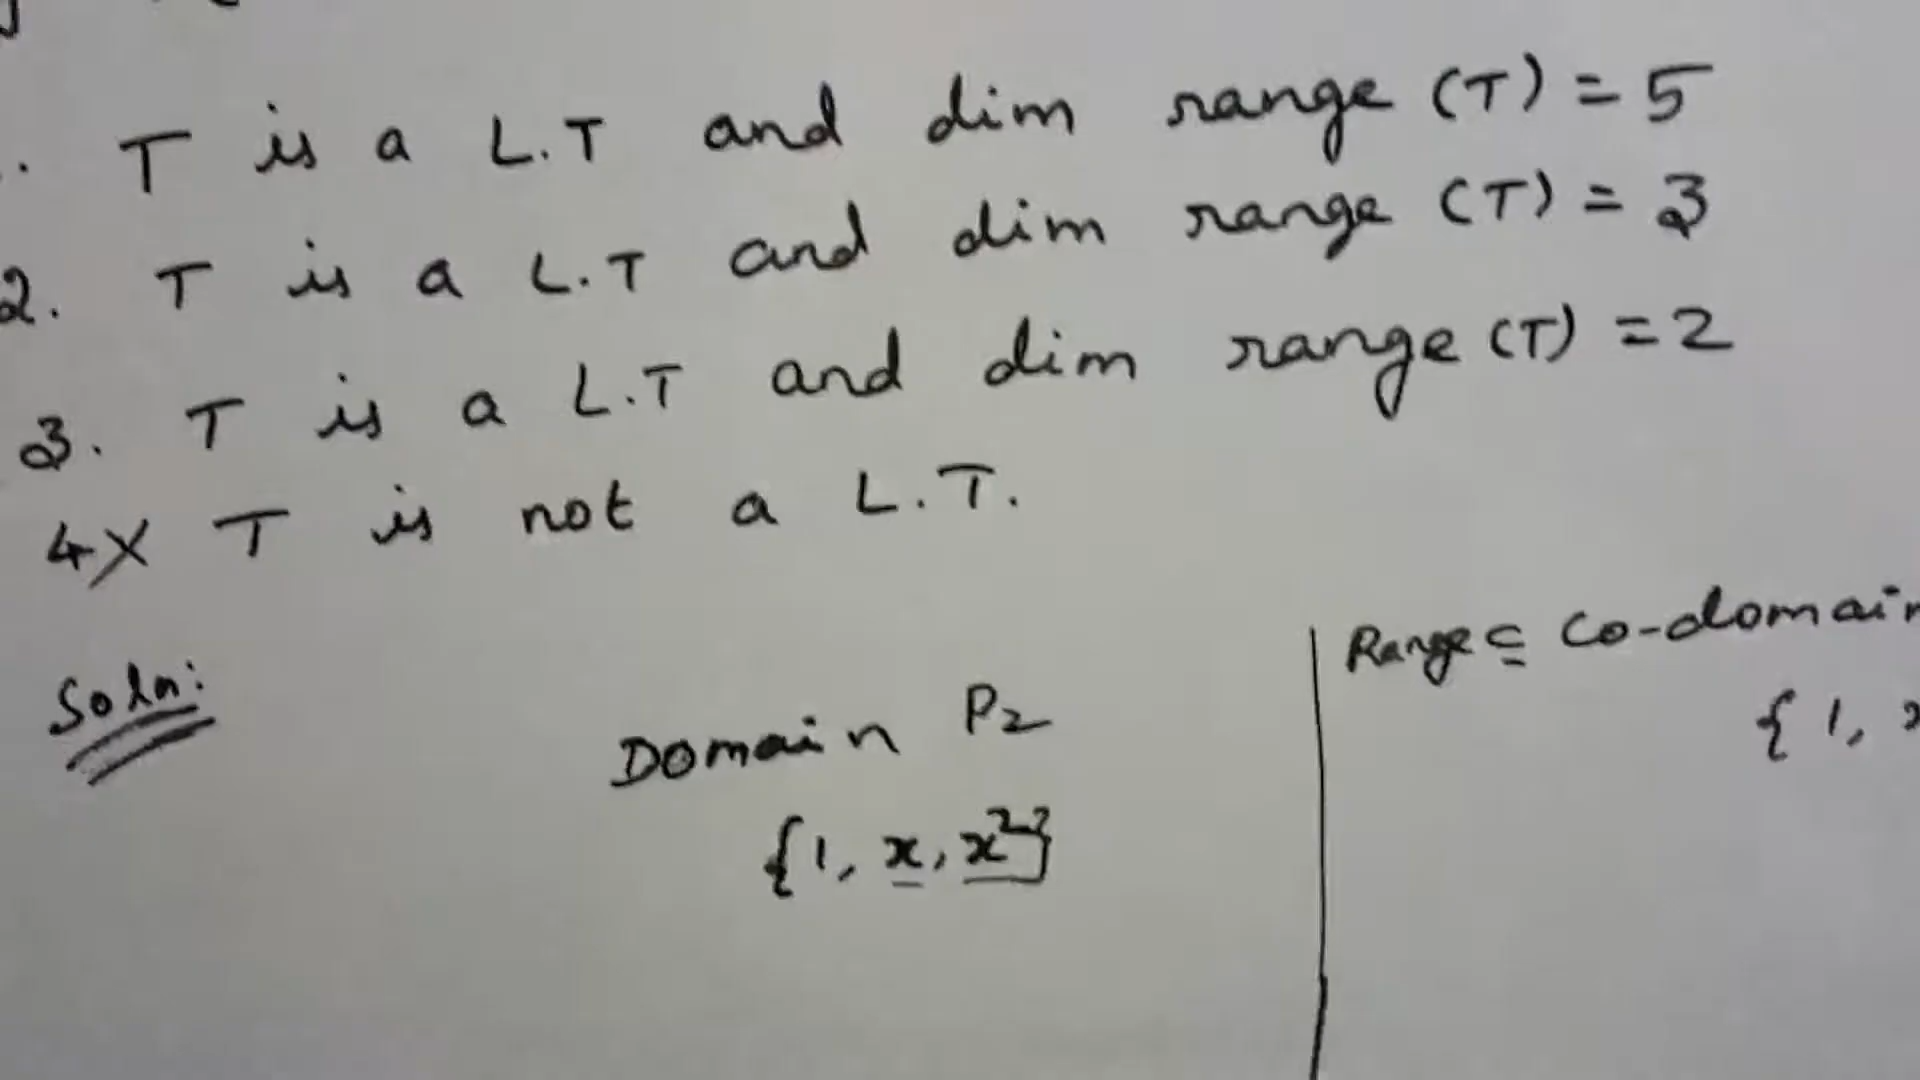 . T is a L.T and dim range (T) = 5
2. T is a L.T and dim range (T) = 3
3. T is a L.T and dim range (T) = 2
4X T is not a L.T.
Soln:
Domain P2
{1, x, x²}
Range ⊆ Co-domain
{ 1,